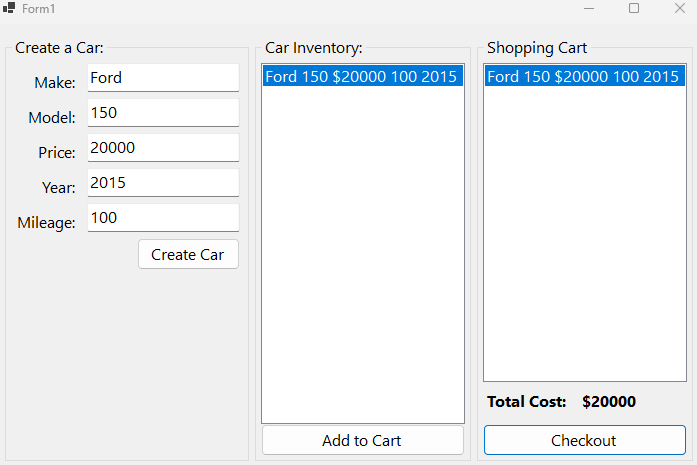 Form1
Create a Car:
Make: Ford
Model: 150
Price: 20000
Year: 2015
Mileage: 100
Create Car
Car Inventory:
Ford 150 $20000 100 2015
Add to Cart
Shopping Cart
Ford 150 $20000 100 2015
Total Cost: $20000
Checkout